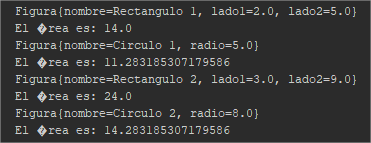 Figura{nombre=Rectangulo 1, lado1=2.0, lado2=5.0}
El �rea es: 14.0
Figura{nombre=Circulo 1, radio=5.0}
El �rea es: 11.283185307179586
Figura{nombre=Rectangulo 2, lado1=3.0, lado2=9.0}
El �rea es: 24.0
Figura{nombre=Circulo 2, radio=8.0}
El �rea es: 14.283185307179586